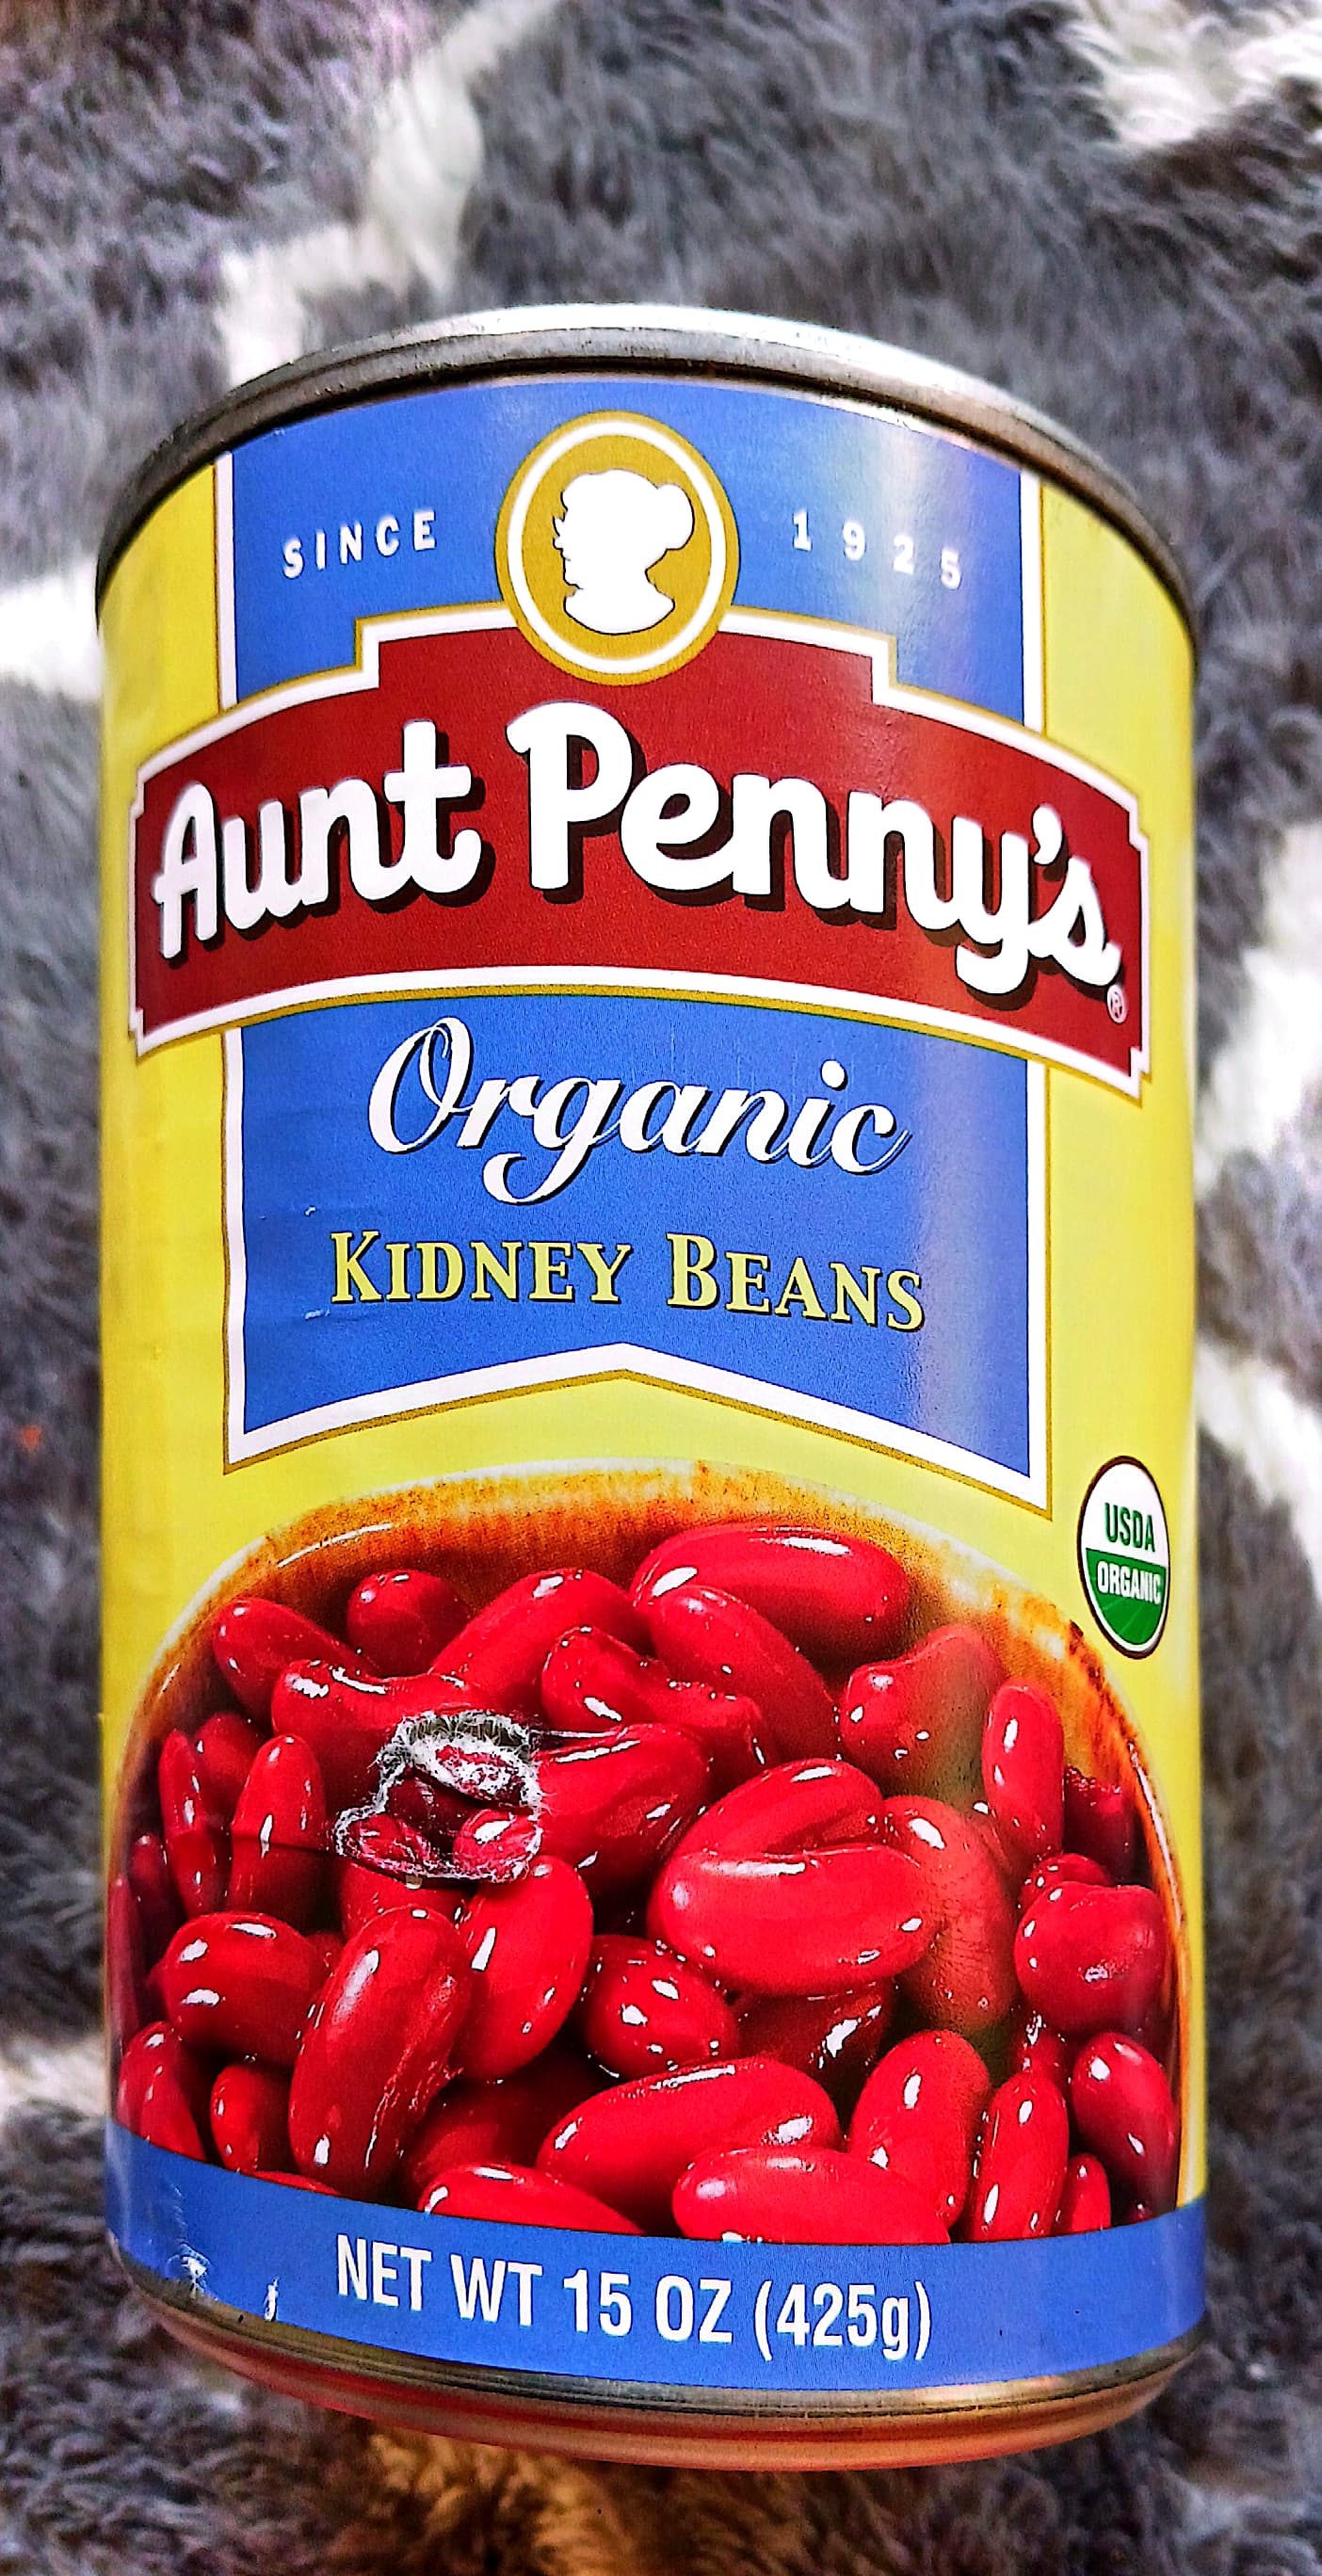 SINCE 1925
Aunt Penny's®
Organic
KIDNEY BEANS
USDA
ORGANIC
NET WT 15 OZ (425g)